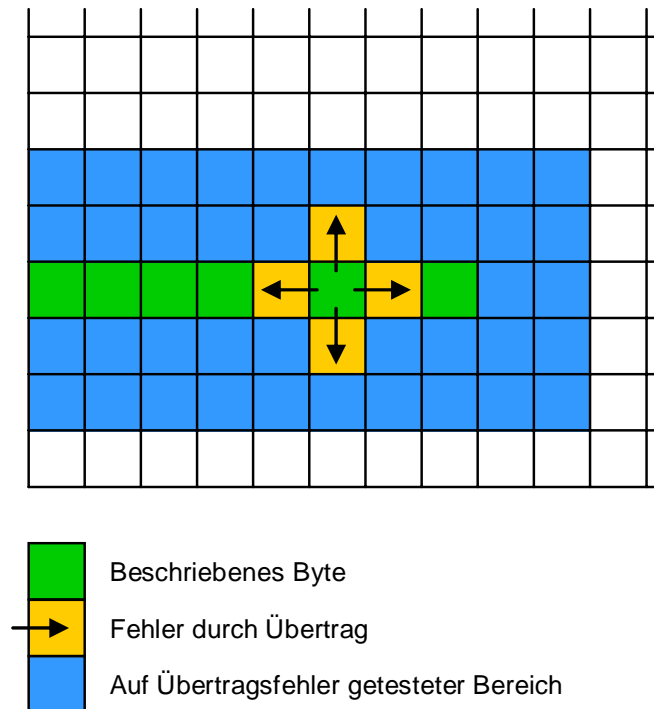 Beschriebenes Byte
Fehler durch Übertrag
Auf Übertragsfehler getesteter Bereich